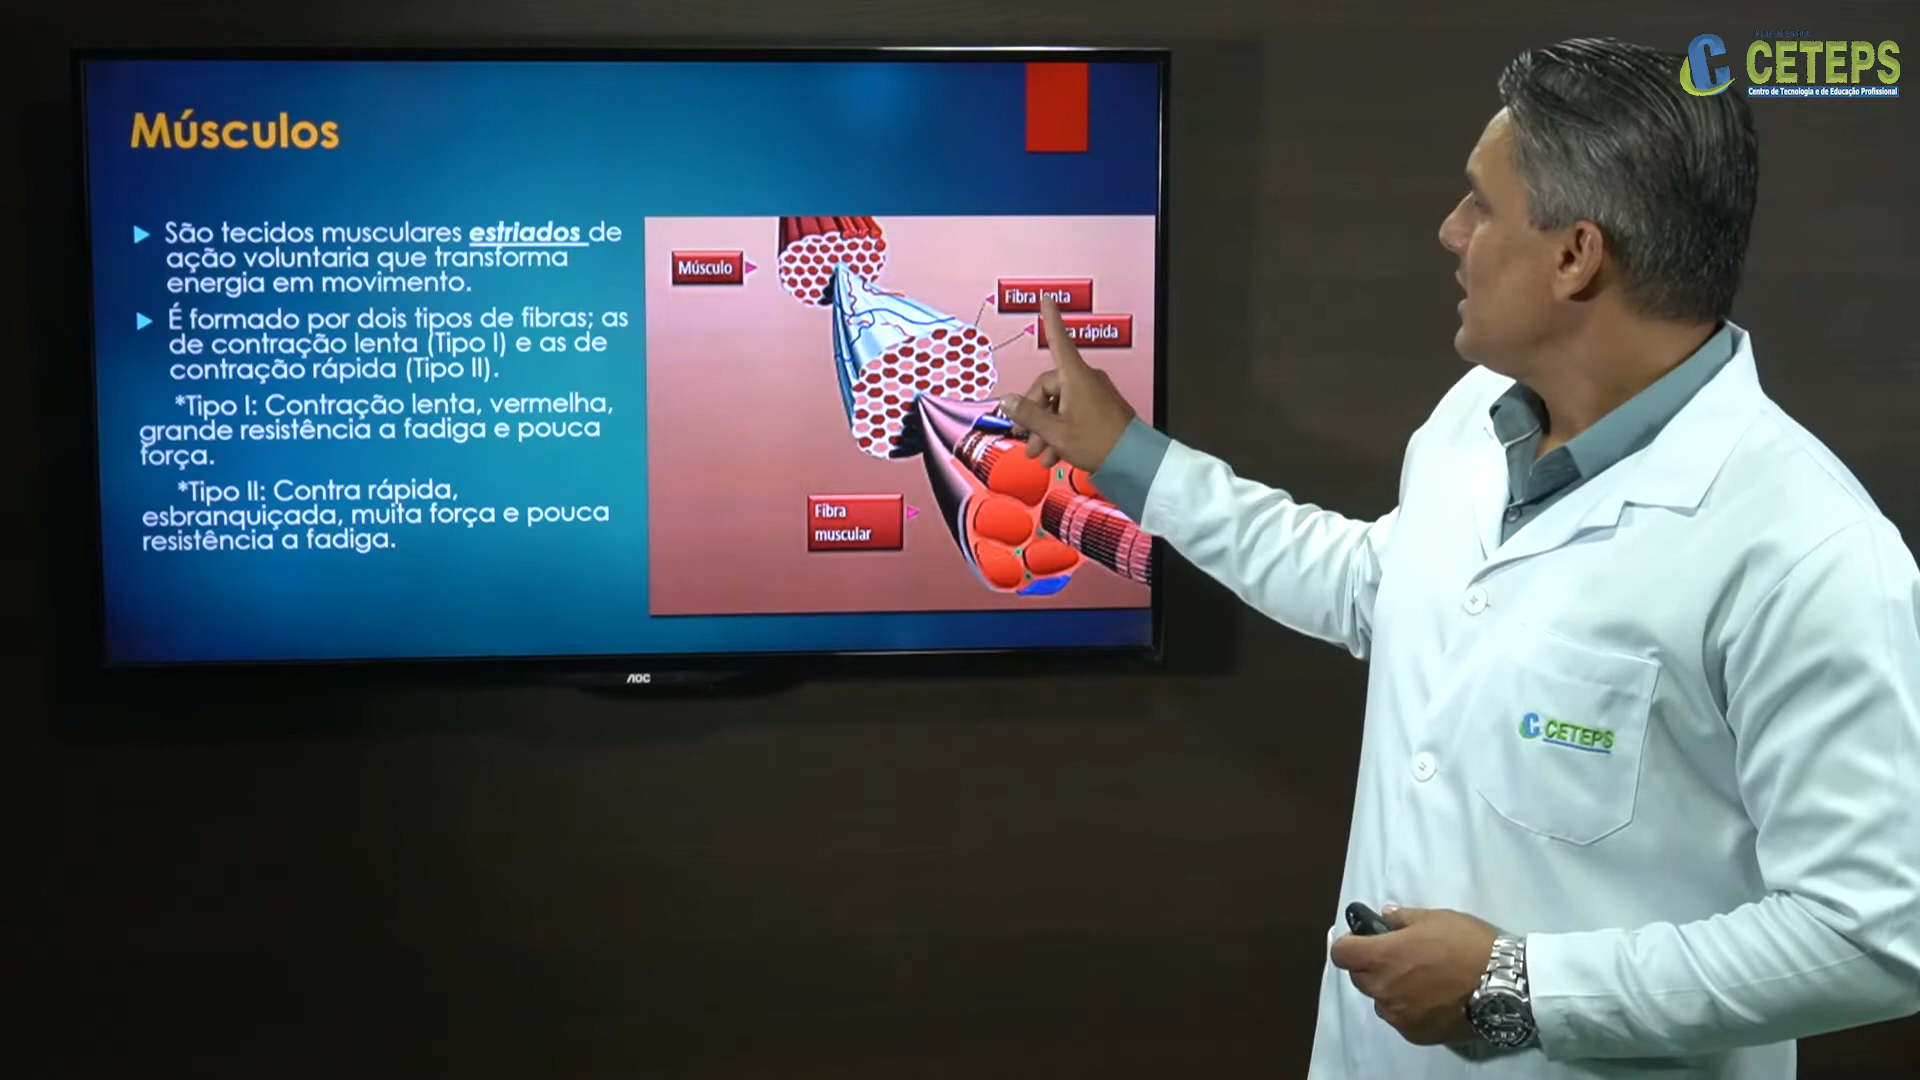 CETEPS
Centro de Tecnologia e de Educação Profissional
Músculos
São tecidos musculares estriados de
ação voluntaria que transforma
energia em movimento.
É formado por dois tipos de fibras; as
de contração lenta (Tipo I) e as de
contração rápida (Tipo II).
*Tipo I: Contração lenta, vermelha,
grande resistência a fadiga e pouca
força.
*Tipo II: Contra rápida,
esbranquiçada, muita força e pouca
resistência a fadiga.
Músculo
Fibra lenta
rápida
Fibra
muscular
AOC
CETEPS